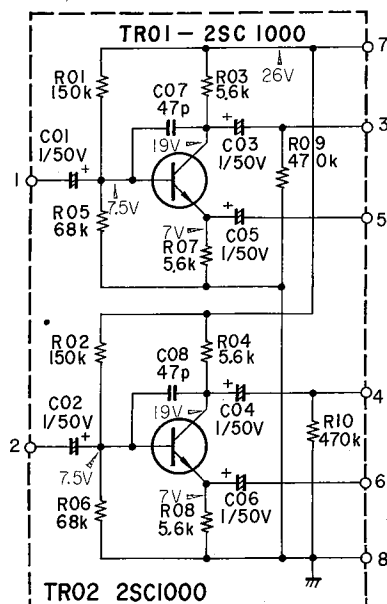 TR01-2SC1000
R01
150k
C07
47p
R03
5.6k
26V
7
C01
1/50V
+
19V
+
C03
1/50V
R09
470k
3
1
7.5V
R05
68k
7V
R07
5.6k
+
C05
1/50V
5
R02
150k
C08
47p
R04
5.6k
C02
1/50V
+
19V
+
C04
1/50V
4
R10
470k
2
7.5V
R06
68k
7V
R08
5.6k
+
C06
1/50V
6
8
TR02 2SC1000